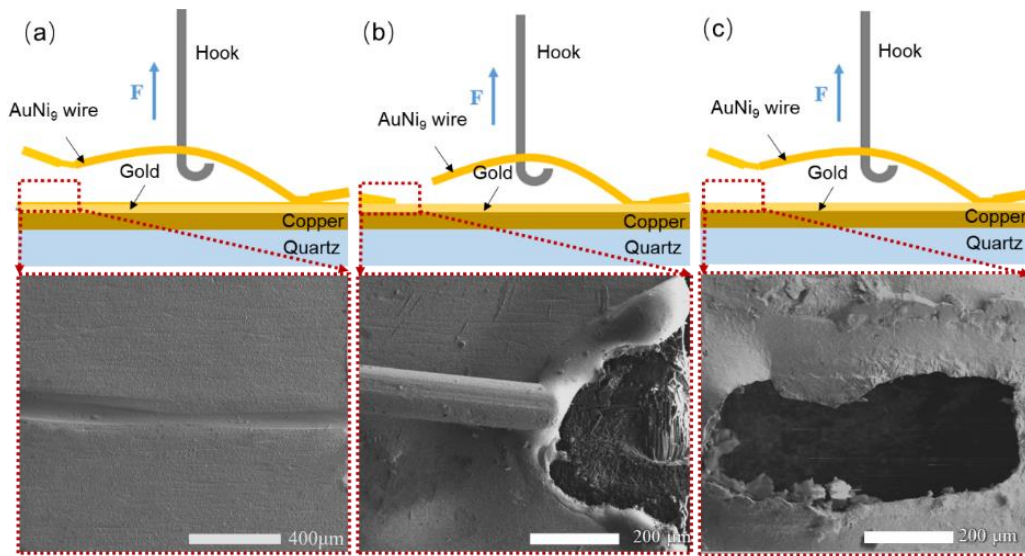 (a)
Hook
F
AuNi₉ wire
Gold
Copper
Quartz
400μm
(b)
Hook
F
AuNi₉ wire
Gold
Copper
Quartz
200 μm
(c)
Hook
F
AuNi₉ wire
Gold
Copper
Quartz
200 μm